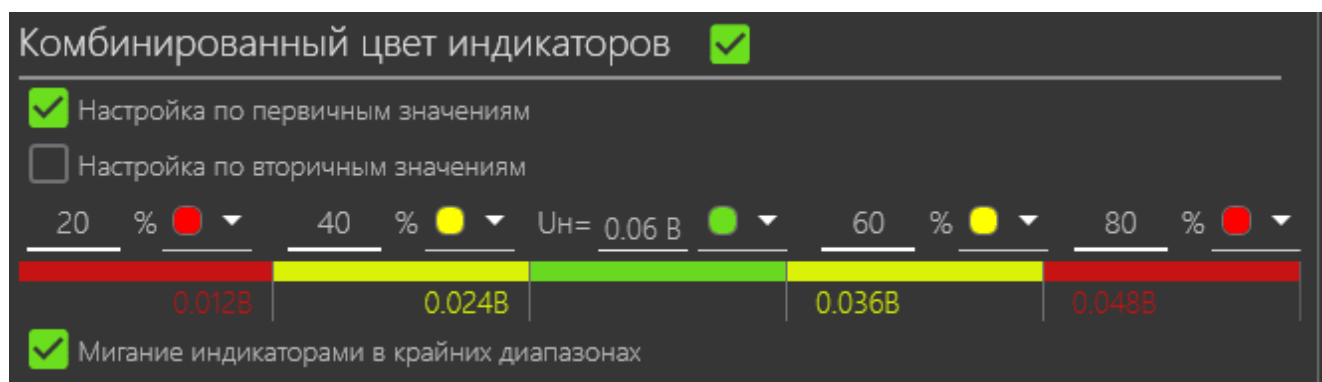 Комбинированный цвет индикаторов
Настройка по первичным значениям
Настройка по вторичным значениям
20 % 40 % Uн= 0.06 В 60 % 80 %
0.012В 0.024В 0.036В 0.048В
Мигание индикаторами в крайних диапазонах